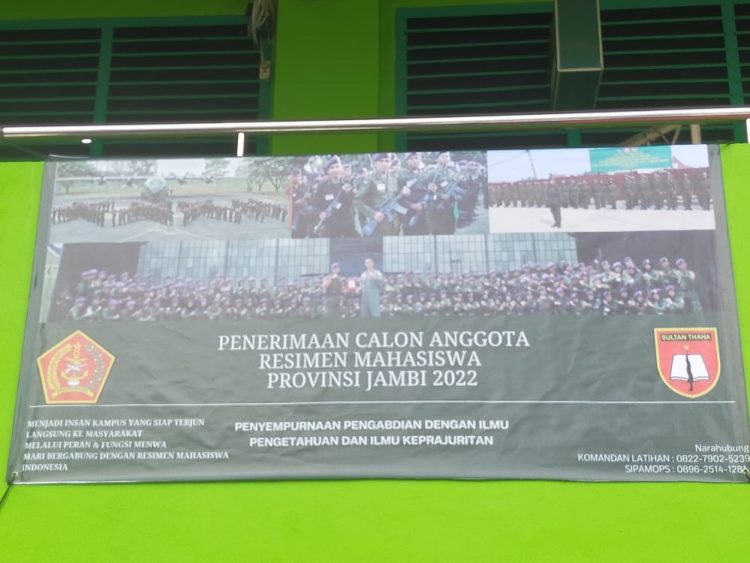 PENERIMAAN CALON ANGGOTA
RESIMEN MAHASISWA
PROVINSI JAMBI 2022
SULTAN THAHA
MENJADI INSAN KAMPUS YANG SIAP TERJUN
LANGSUNG KE MASYARAKAT
MELALUI PERAN & FUNGSI MENWA
MARI BERGABUNG DENGAN RESIMEN MAHASISWA
INDONESIA
PENYEMPURNAAN PENGABDIAN DENGAN ILMU
PENGETAHUAN DAN ILMU KEPRAJURITAN
Narahubung
KOMANDAN LATIHAN : 0822-7902-5239
SIPAMOPS : 0896-2514-1281